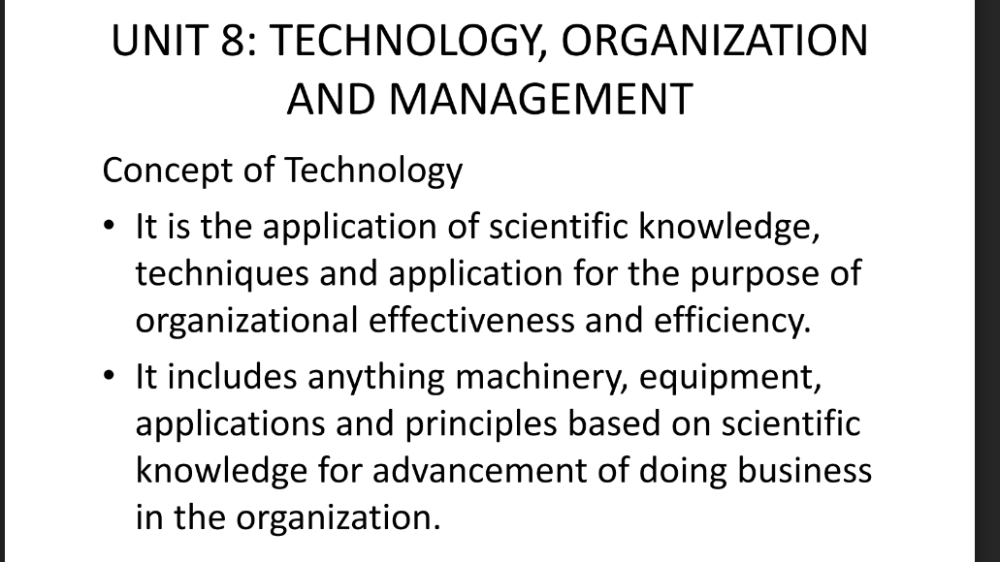 UNIT 8: TECHNOLOGY, ORGANIZATION
AND MANAGEMENT
Concept of Technology
• It is the application of scientific knowledge,
techniques and application for the purpose of
organizational effectiveness and efficiency.
• It includes anything machinery, equipment,
applications and principles based on scientific
knowledge for advancement of doing business
in the organization.